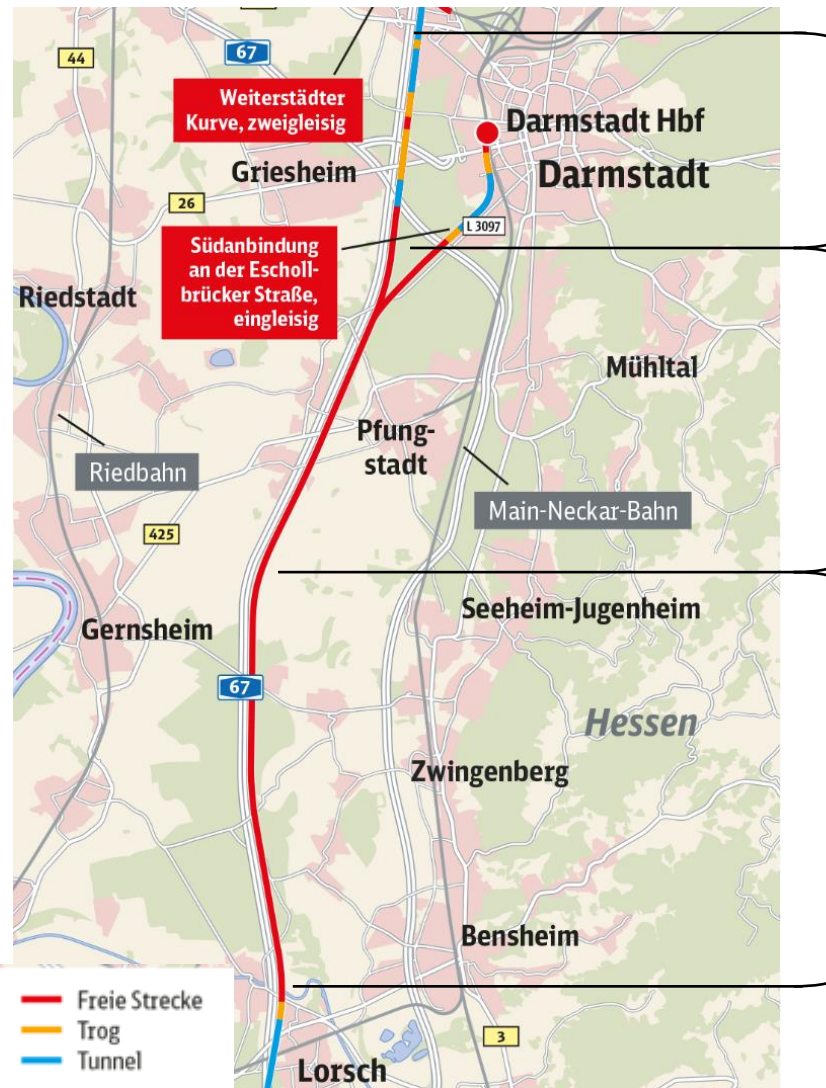 67
44
Weiterstädter
Kurve, zweigleisig
Darmstadt Hbf
Griesheim
Darmstadt
26
L 3097
Südanbindung
an der Escholl-
brücker Straße,
eingleisig
Riedstadt
Mühltal
Pfung-
stadt
Riedbahn
Main-Neckar-Bahn
425
Seeheim-Jugenheim
Gernsheim
67
Hessen
Zwingenberg
Bensheim
Freie Strecke
Trog
Tunnel
3
Lorsch